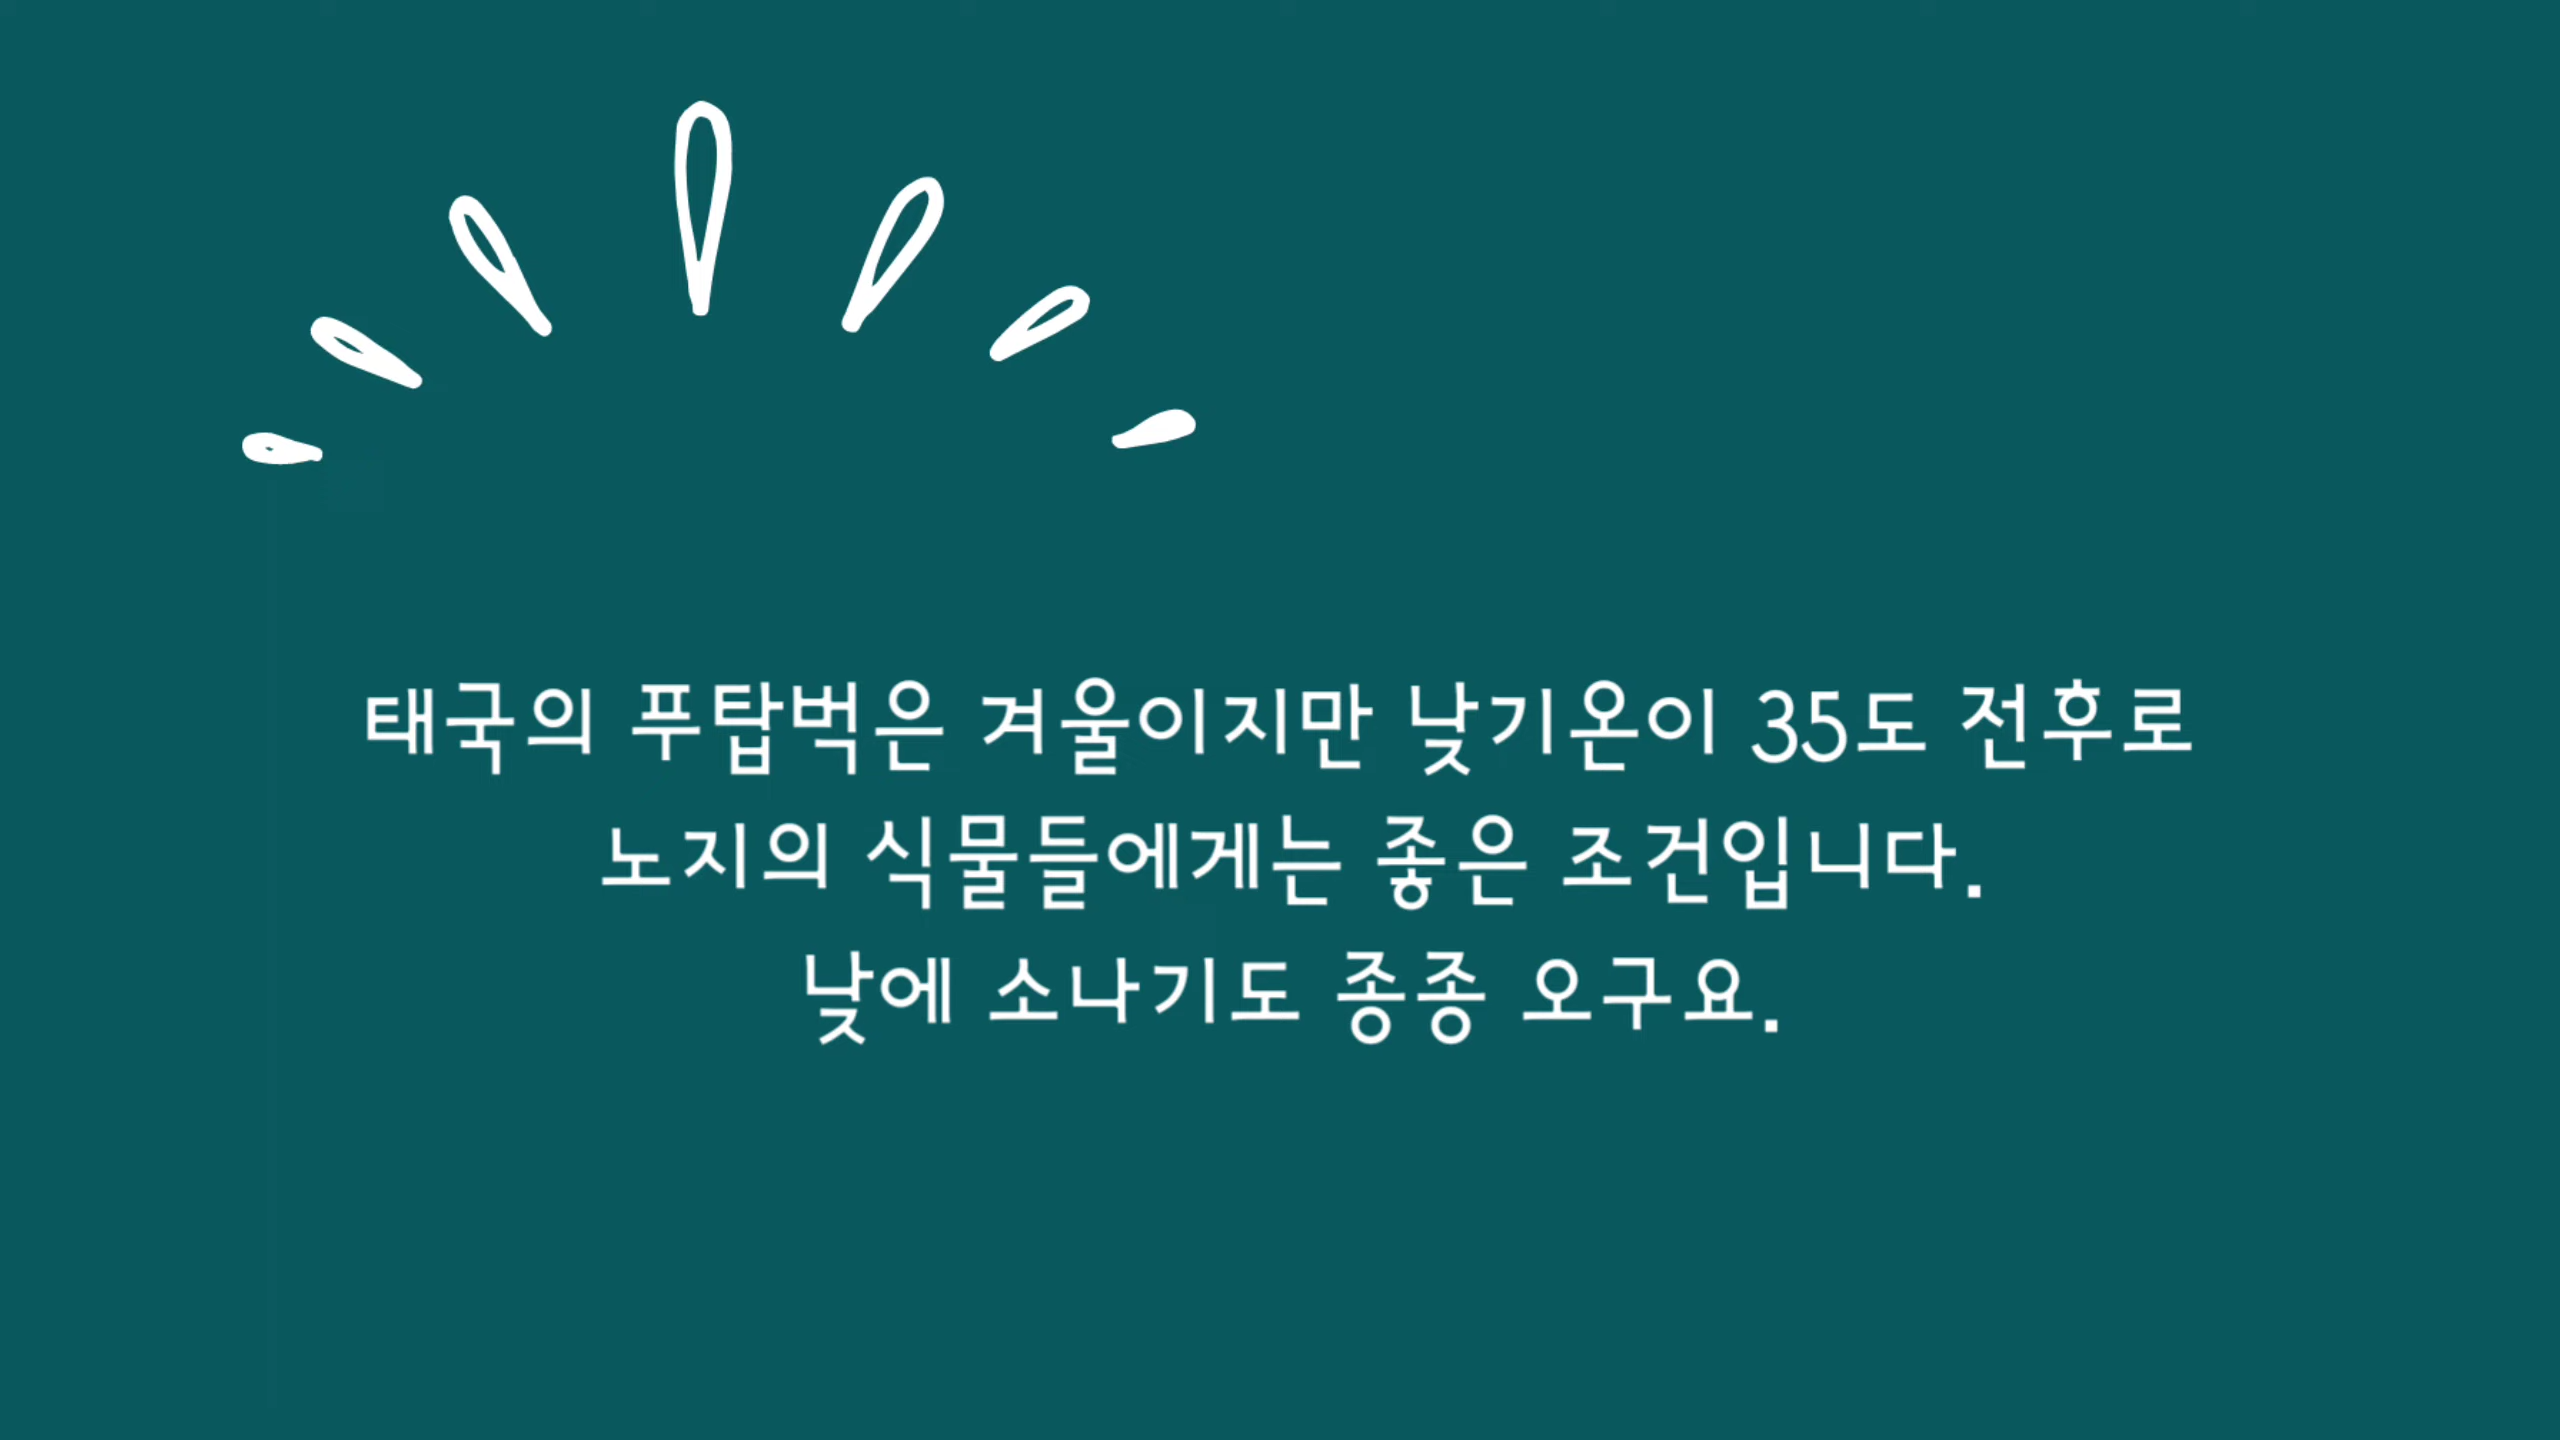 태국의 푸탑벅은 겨울이지만 낮기온이 35도 전후로
노지의 식물들에게는 좋은 조건입니다.
낮에 소나기도 종종 오구요.